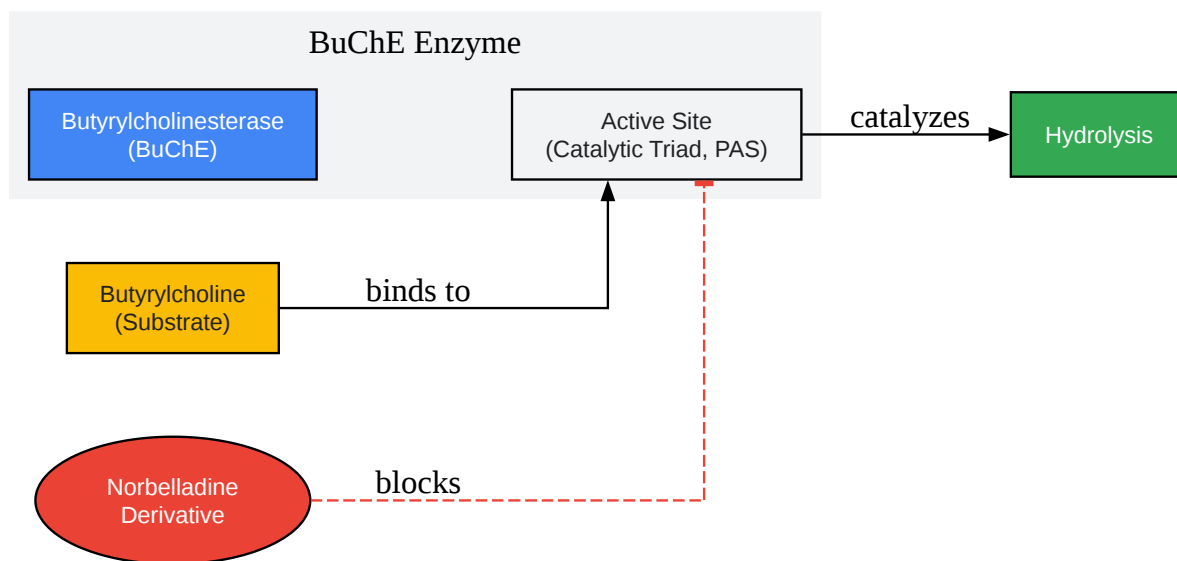 BuChE Enzyme
Butyrylcholinesterase
(BuChE)
Active Site
(Catalytic Triad, PAS)
catalyzes
Hydrolysis
Butyrylcholine
(Substrate)
binds to
Norbelladine
Derivative
blocks